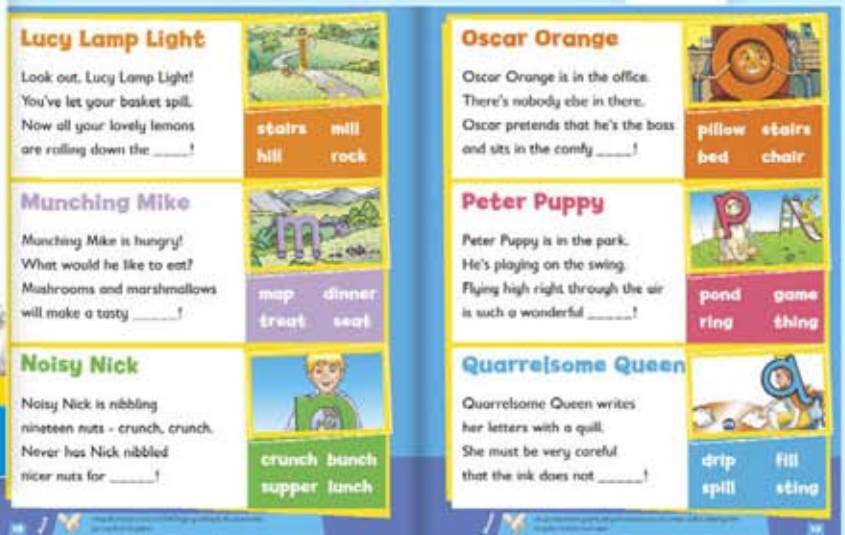 Lucy Lamp Light
Look out, Lucy Lamp Light!
You've let your basket spill.
Now all your lovely lemons
are rolling down the _____!
stairs mill
hill rock
Munching Mike
Munching Mike is hungry!
What would he like to eat?
Mushrooms and marshmallows
will make a tasty ______!
map dinner
treat seat
Noisy Nick
Noisy Nick is nibbling
nineteen nuts - crunch, crunch.
Never has Nick nibbled
nicer nuts for ______!
crunch bunch
supper lunch
Oscar Orange
Oscar Orange is in the office.
There's nobody else in there.
Oscar pretends that he's the boss
and sits in the comfy _____!
pillow stairs
bed chair
Peter Puppy
Peter Puppy is in the park.
He's playing on the swing.
Flying high right through the air
is such a wonderful ______!
pond game
ring thing
Quarrelsome Queen
Quarrelsome Queen writes
her letters with a quill.
She must be very careful
that the ink does not _____!
drip fill
spill sting